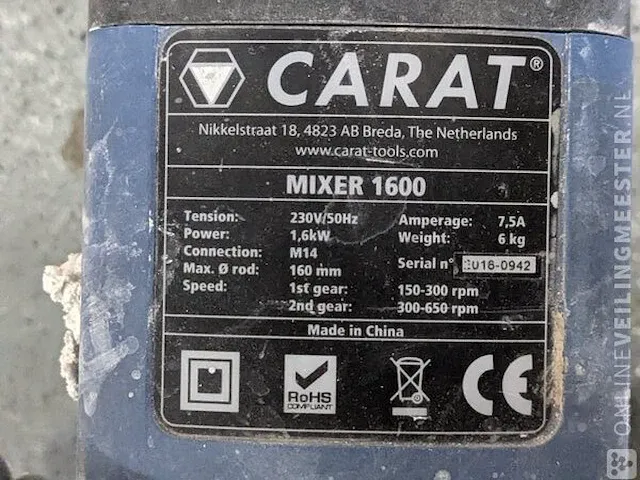 CARAT®
Nikkelstraat 18, 4823 AB Breda, The Netherlands
www.carat-tools.com
MIXER 1600
Tension: 230V/50Hz Amperage: 7,5A
Power: 1,6kW Weight: 6 kg
Connection: M14
Max. Ø rod: 160 mm Serial n° EU16-0942
Speed: 1st gear: 150-300 rpm
2nd gear: 300-650 rpm
Made in China
RoHS
COMPLIANT
CE
ONLINEVEILINGMEESTER.NL